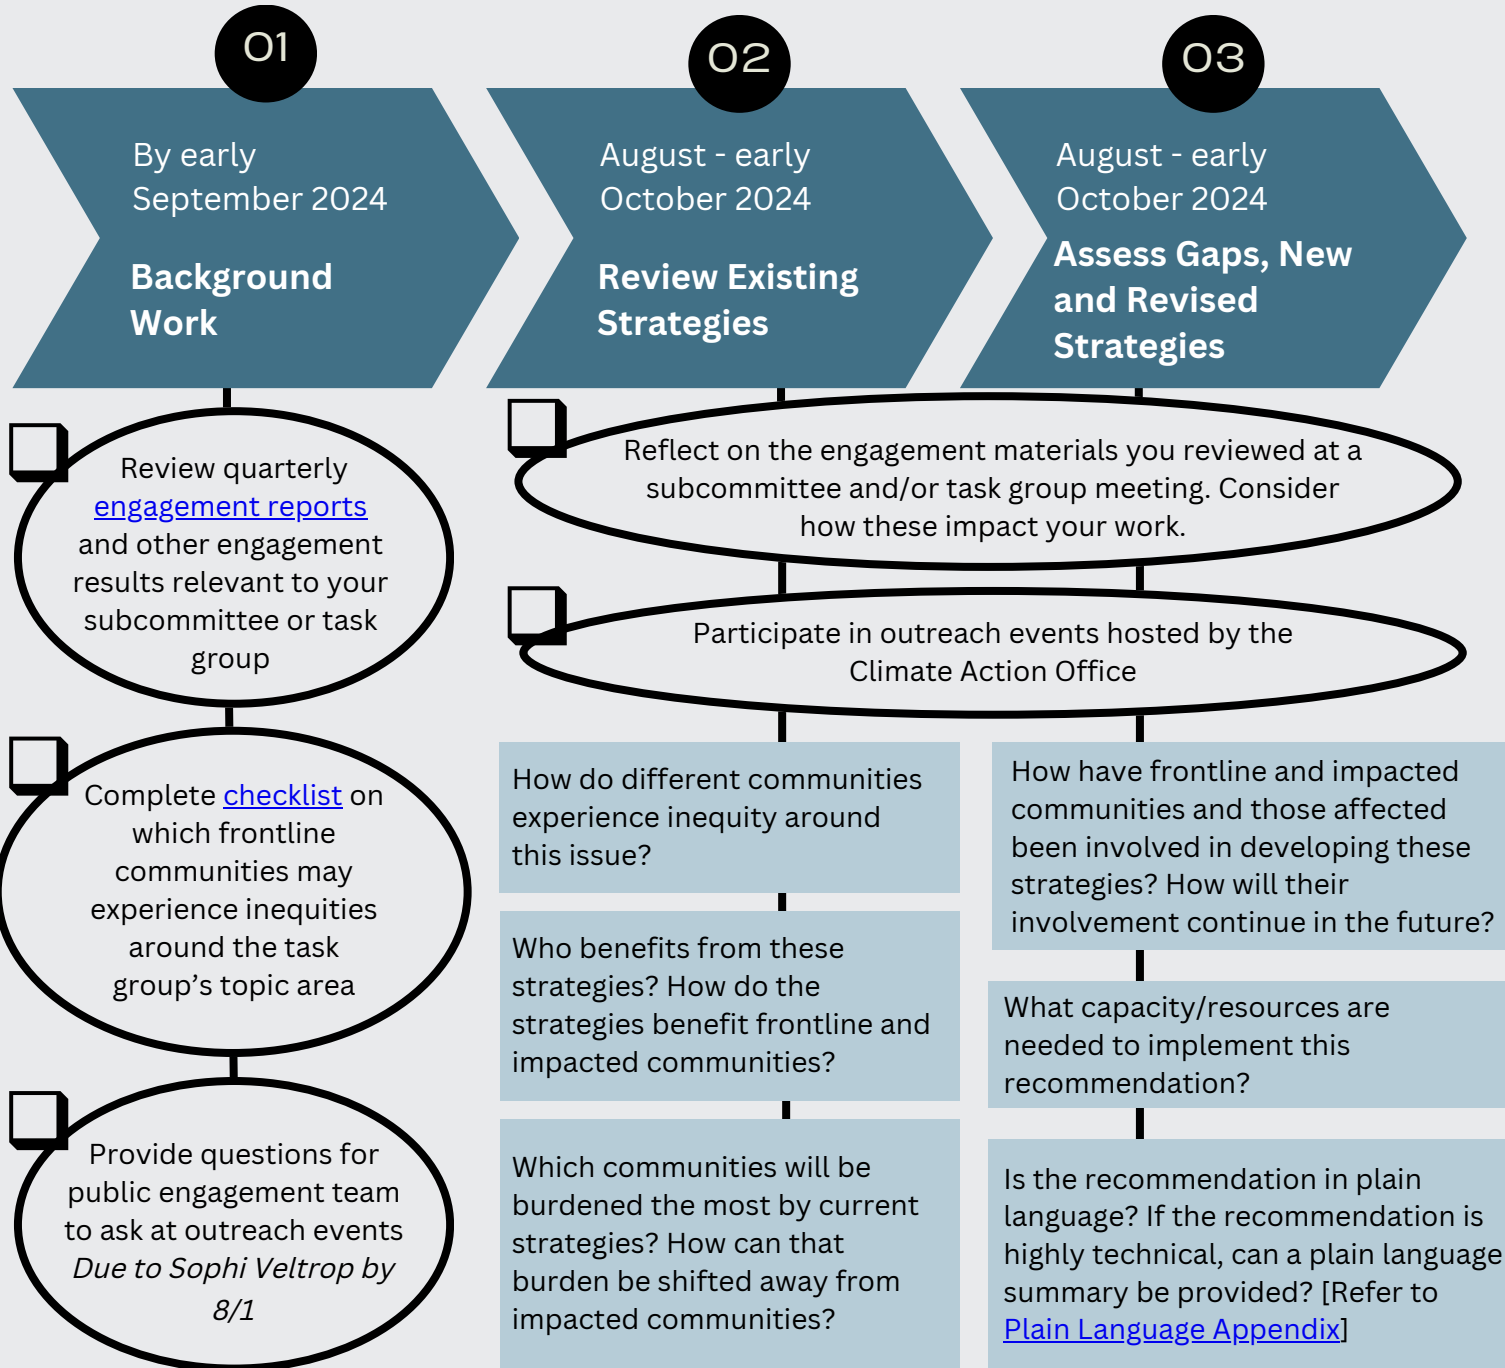 01
By early
September 2024
Background
Work
02
August - early
October 2024
Review Existing
Strategies
03
August - early
October 2024
Assess Gaps, New
and Revised
Strategies
Review quarterly
engagement reports
and other engagement
results relevant to your
subcommittee or task
group
Complete checklist on
which frontline
communities may
experience inequities
around the task
group’s topic area
Provide questions for
public engagement team
to ask at outreach events
Due to Sophi Veltrop by
8/1
Reflect on the engagement materials you reviewed at a
subcommittee and/or task group meeting. Consider
how these impact your work.
Participate in outreach events hosted by the
Climate Action Office
How do different communities
experience inequity around
this issue?
Who benefits from these
strategies? How do the
strategies benefit frontline and
impacted communities?
Which communities will be
burdened the most by current
strategies? How can that
burden be shifted away from
impacted communities?
How have frontline and impacted
communities and those affected
been involved in developing these
strategies? How will their
involvement continue in the future?
What capacity/resources are
needed to implement this
recommendation?
Is the recommendation in plain
language? If the recommendation is
highly technical, can a plain language
summary be provided? [Refer to
Plain Language Appendix]